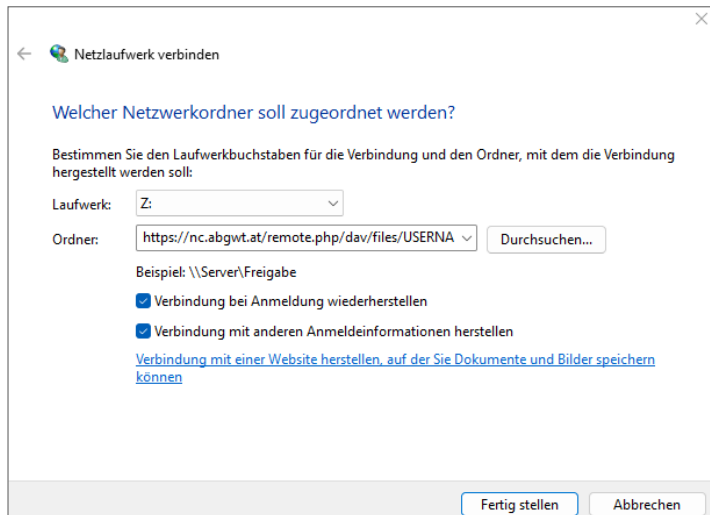 Netzlaufwerk verbinden
Welcher Netzwerkordner soll zugeordnet werden?
Bestimmen Sie den Laufwerkbuchstaben für die Verbindung und den Ordner, mit dem die Verbindung
hergestellt werden soll:
Laufwerk: Z:
Ordner: https://nc.abgwt.at/remote.php/dav/files/USERNA Durchsuchen...
Beispiel: \\Server\Freigabe
Verbindung bei Anmeldung wiederherstellen
Verbindung mit anderen Anmeldeinformationen herstellen
Verbindung mit einer Website herstellen, auf der Sie Dokumente und Bilder speichern
können
Fertig stellen Abbrechen